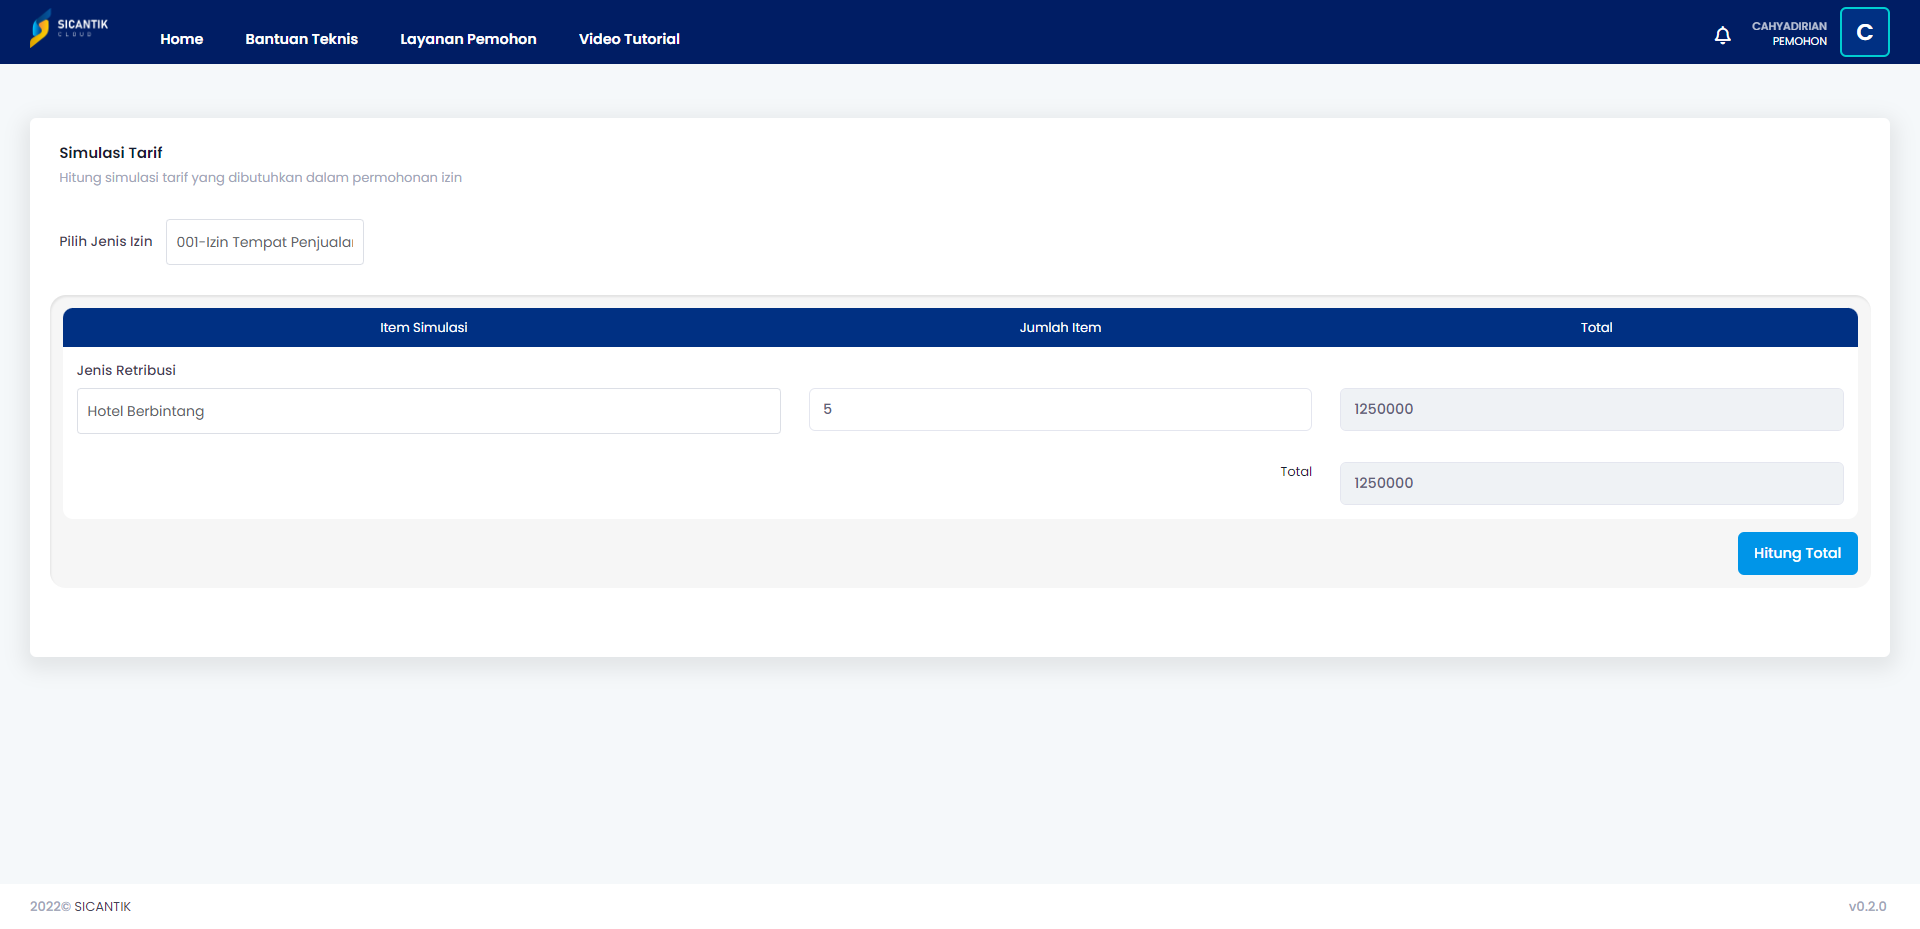 SICANTIK
CLOUD
Home
Bantuan Teknis
Layanan Pemohon
Video Tutorial
CAHYADIRIAN
PEMOHON
C
Simulasi Tarif
Hitung simulasi tarif yang dibutuhkan dalam permohonan izin
Pilih Jenis Izin
001-Izin Tempat Penjualan
Item Simulasi
Jumlah Item
Total
Jenis Retribusi
Hotel Berbintang
5
1250000
Total
1250000
Hitung Total
2022© SICANTIK
v0.2.0